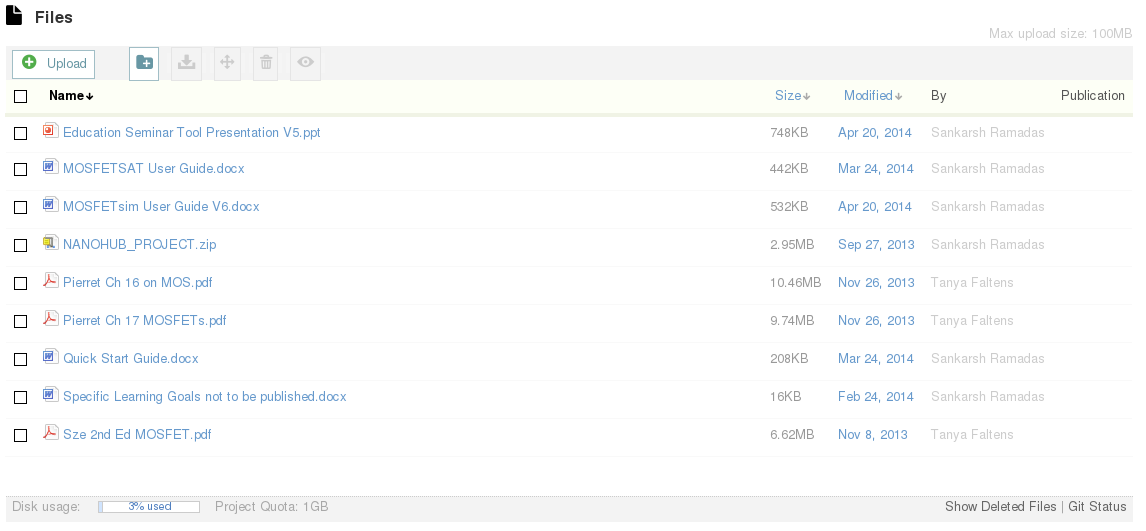 Files
Max upload size: 100MB
Upload
Name Size Modified By Publication
Education Seminar Tool Presentation V5.ppt 748KB Apr 20, 2014 Sankarsh Ramadas
MOSFETSAT User Guide.docx 442KB Mar 24, 2014 Sankarsh Ramadas
MOSFETsim User Guide V6.docx 532KB Apr 20, 2014 Sankarsh Ramadas
NANOHUB_PROJECT.zip 2.95MB Sep 27, 2013 Sankarsh Ramadas
Pierret Ch 16 on MOS.pdf 10.46MB Nov 26, 2013 Tanya Faltens
Pierret Ch 17 MOSFETs.pdf 9.74MB Nov 26, 2013 Tanya Faltens
Quick Start Guide.docx 208KB Mar 24, 2014 Sankarsh Ramadas
Specific Learning Goals not to be published.docx 16KB Feb 24, 2014 Sankarsh Ramadas
Sze 2nd Ed MOSFET.pdf 6.62MB Nov 8, 2013 Tanya Faltens
Disk usage: 3% used Project Quota: 1GB Show Deleted Files | Git Status